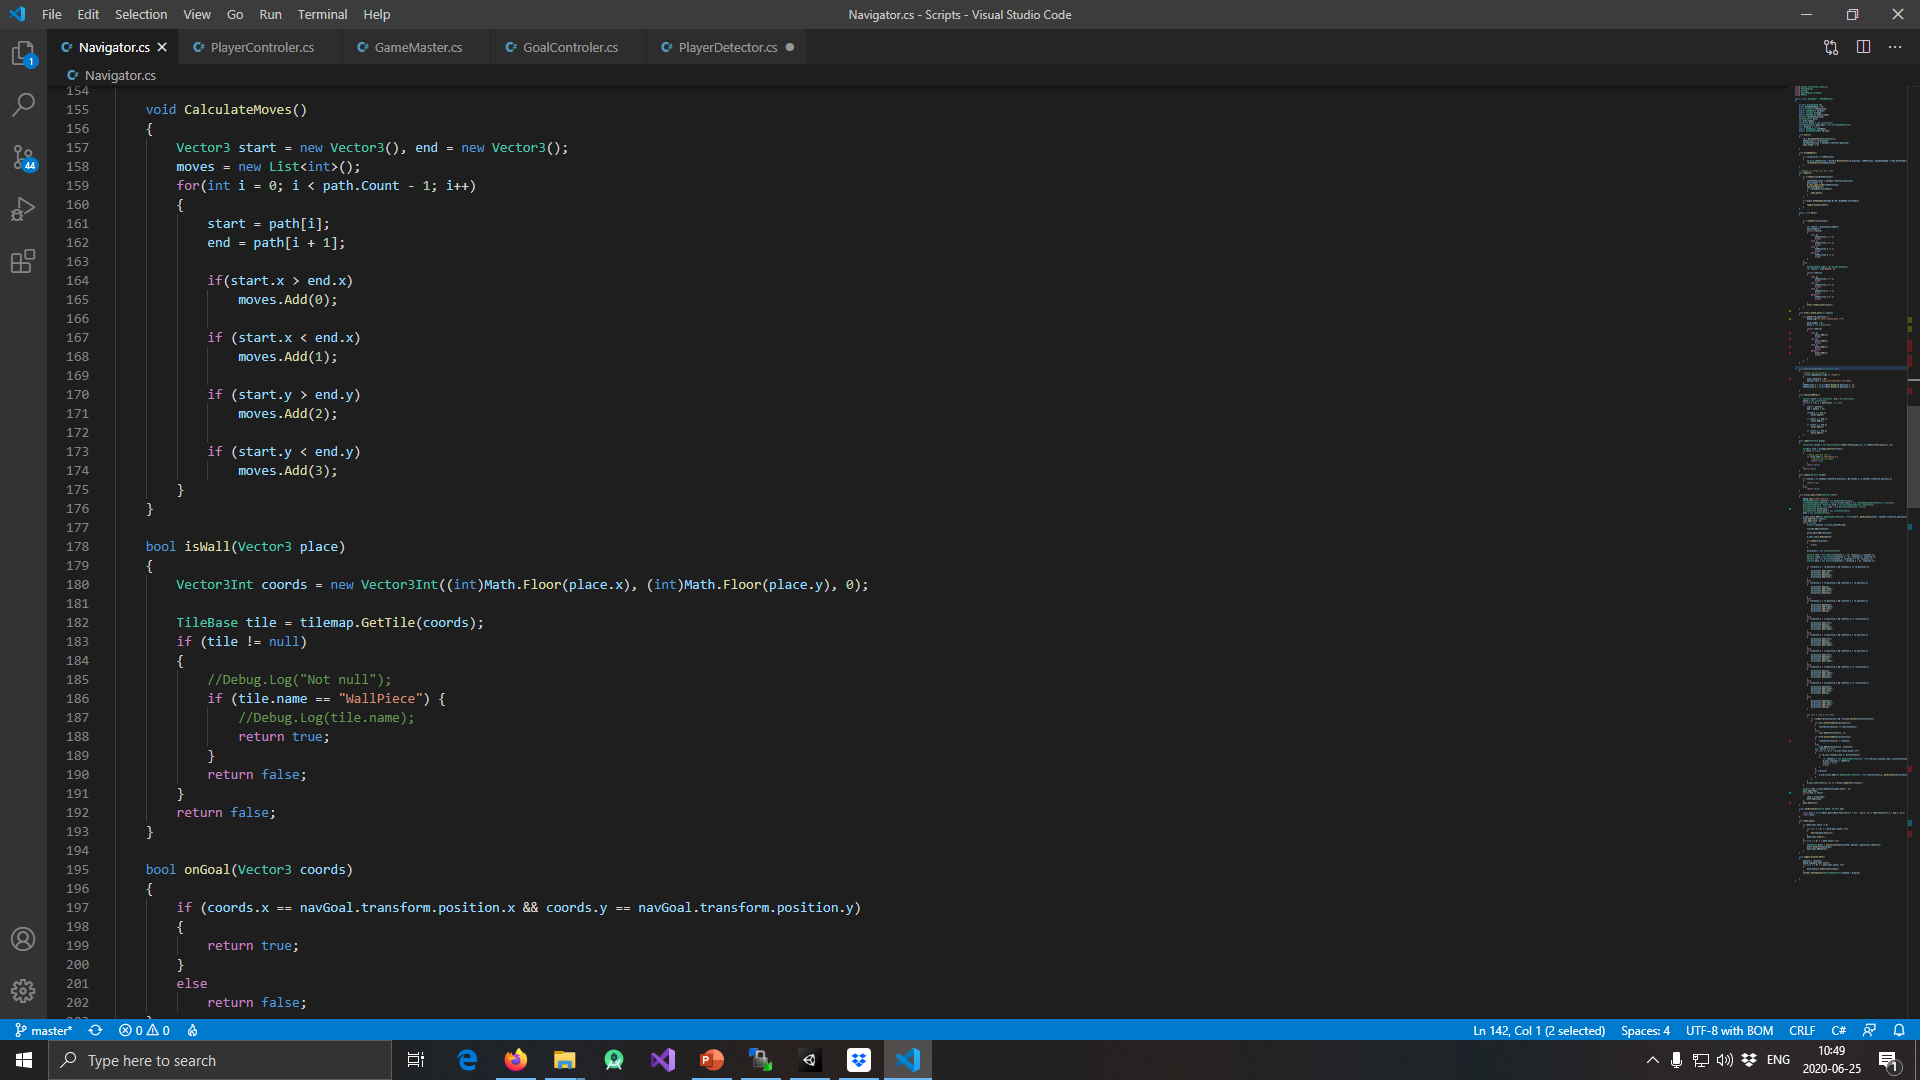 File Edit Selection View Go Run Terminal Help
Navigator.cs - Scripts - Visual Studio Code
Navigator.cs PlayerControler.cs GameMaster.cs GoalControler.cs PlayerDetector.cs
Navigator.cs
154
155 void CalculateMoves()
156 {
157 Vector3 start = new Vector3(), end = new Vector3();
158 moves = new List<int>();
159 for(int i = 0; i < path.Count - 1; i++)
160 {
161 start = path[i];
162 end = path[i + 1];
163
164 if(start.x > end.x)
165 moves.Add(0);
166
167 if (start.x < end.x)
168 moves.Add(1);
169
170 if (start.y > end.y)
171 moves.Add(2);
172
173 if (start.y < end.y)
174 moves.Add(3);
175 }
176 }
177
178 bool isWall(Vector3 place)
179 {
180 Vector3Int coords = new Vector3Int((int)Math.Floor(place.x), (int)Math.Floor(place.y), 0);
181
182 TileBase tile = tilemap.GetTile(coords);
183 if (tile != null)
184 {
185 //Debug.Log("Not null");
186 if (tile.name == "WallPiece") {
187 //Debug.Log(tile.name);
188 return true;
189 }
190 return false;
191 }
192 return false;
193 }
194
195 bool onGoal(Vector3 coords)
196 {
197 if (coords.x == navGoal.transform.position.x && coords.y == navGoal.transform.position.y)
198 {
199 return true;
200 }
201 else
202 return false;
1
44
master* 0 0
Ln 142, Col 1 (2 selected) Spaces: 4 UTF-8 with BOM CRLF C#
Type here to search
ENG
10:49
2020-06-25
1